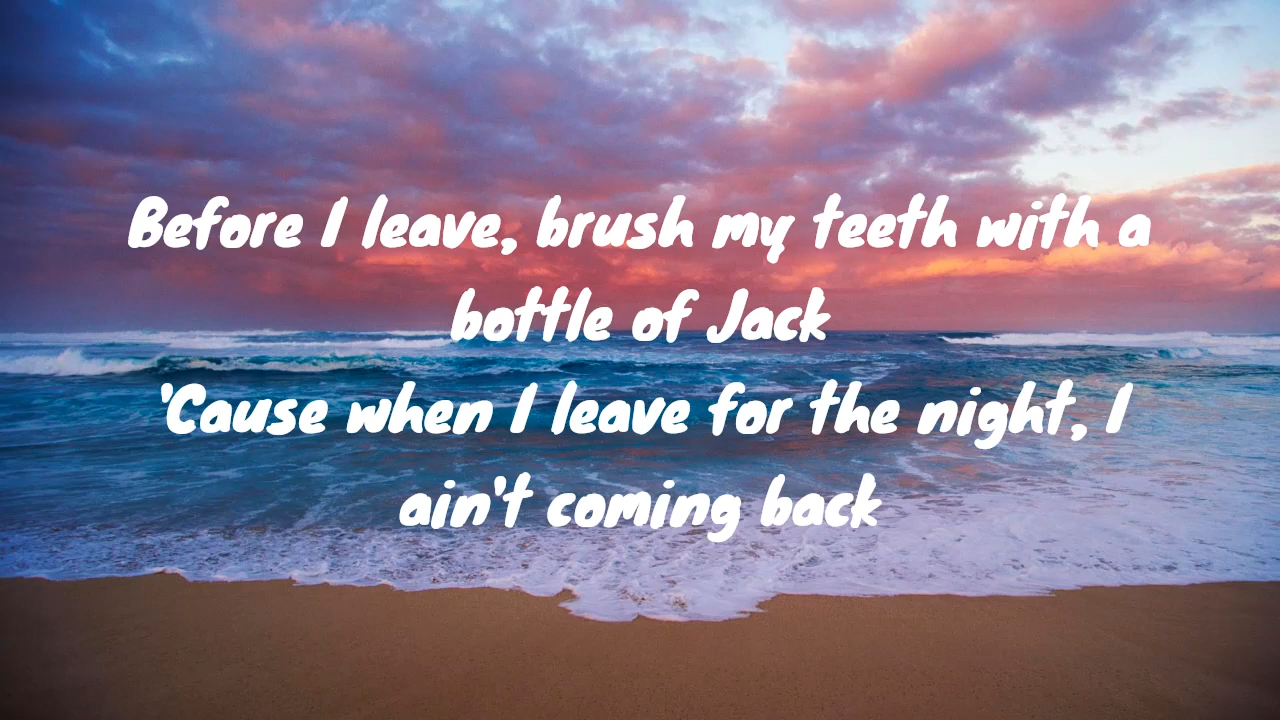 Before I leave, brush my teeth with a
bottle of Jack
'Cause when I leave for the night, I
ain't coming back